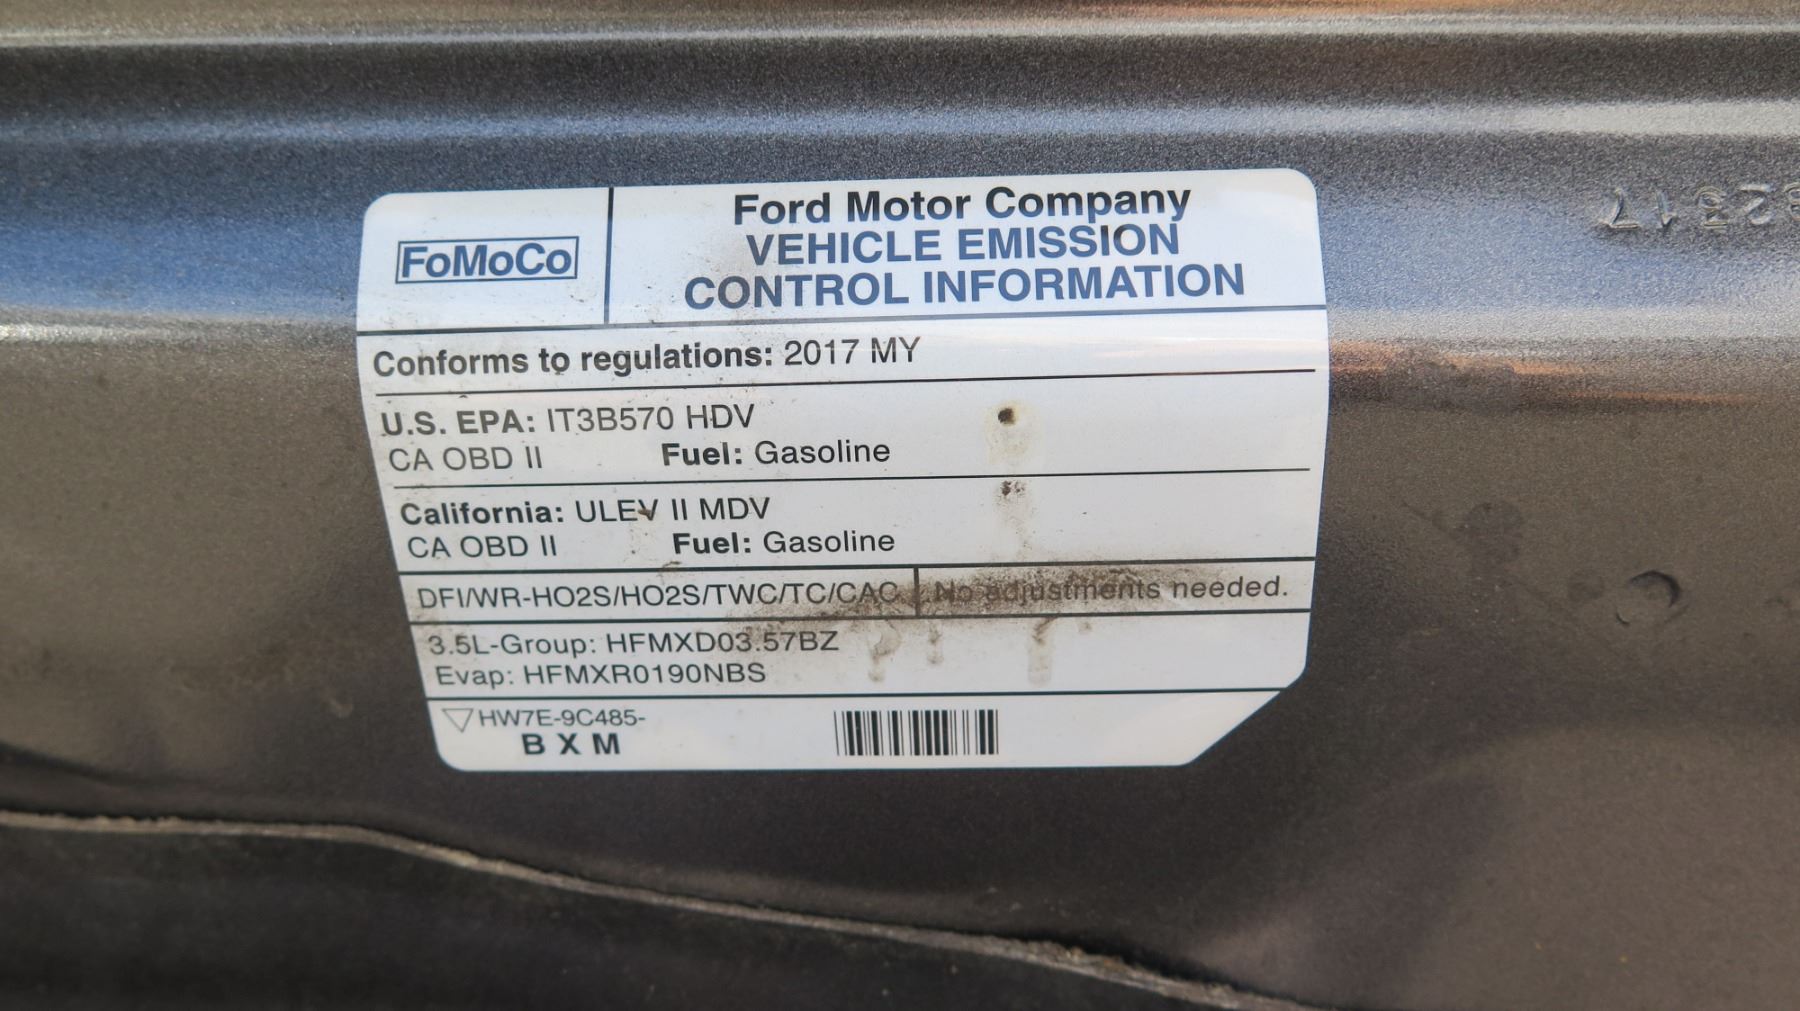 FoMoCo
Ford Motor Company
VEHICLE EMISSION
CONTROL INFORMATION
Conforms to regulations: 2017 MY
U.S. EPA: IT3B570 HDV
CA OBD II Fuel: Gasoline
California: ULEV II MDV
CA OBD II Fuel: Gasoline
DFI/WR-HO2S/HO2S/TWC/TC/CAC No adjustments needed.
3.5L-Group: HFMXD03.57BZ
Evap: HFMXR0190NBS
HW7E-9C485-
B X M